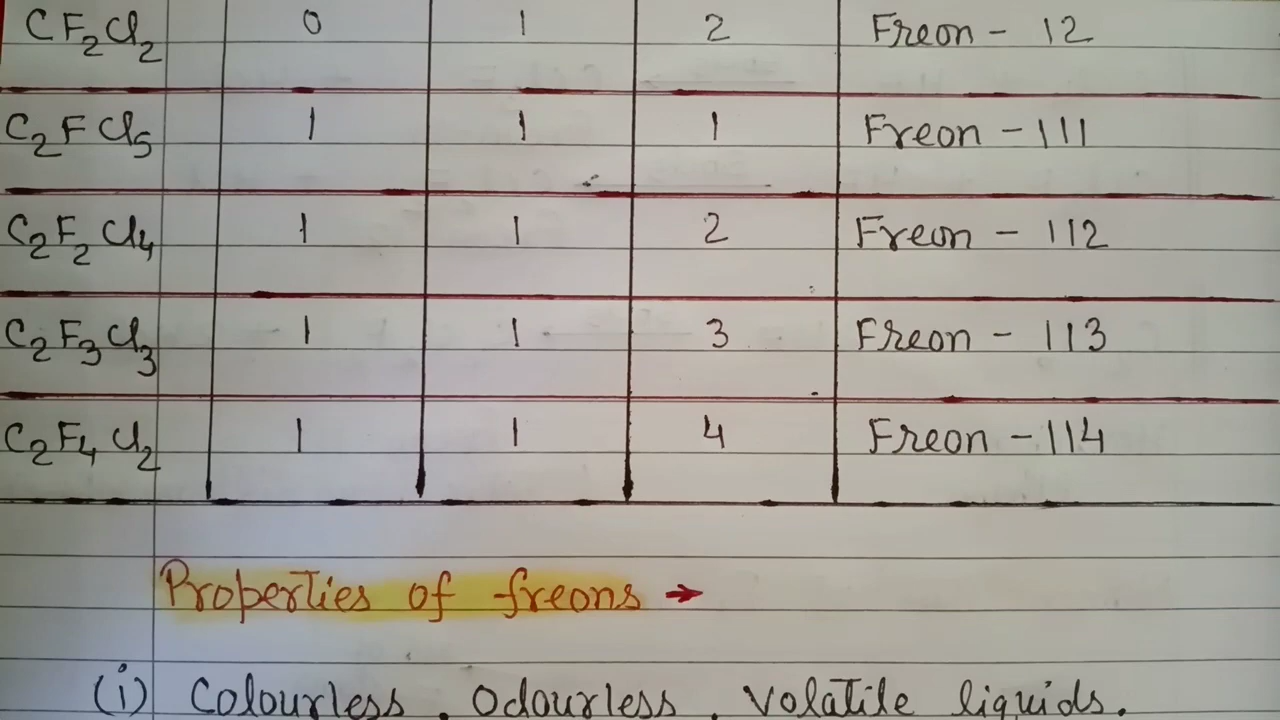 CF₂Cl₂ 0 1 2 Freon - 12
C₂FCl₅ 1 1 1 Freon - 111
C₂F₂Cl₄ 1 1 2 Freon - 112
C₂F₃Cl₃ 1 1 3 Freon - 113
C₂F₄Cl₂ 1 1 4 Freon - 114
Properties of freons →
(i) Colourless, Odourless, volatile liquids.